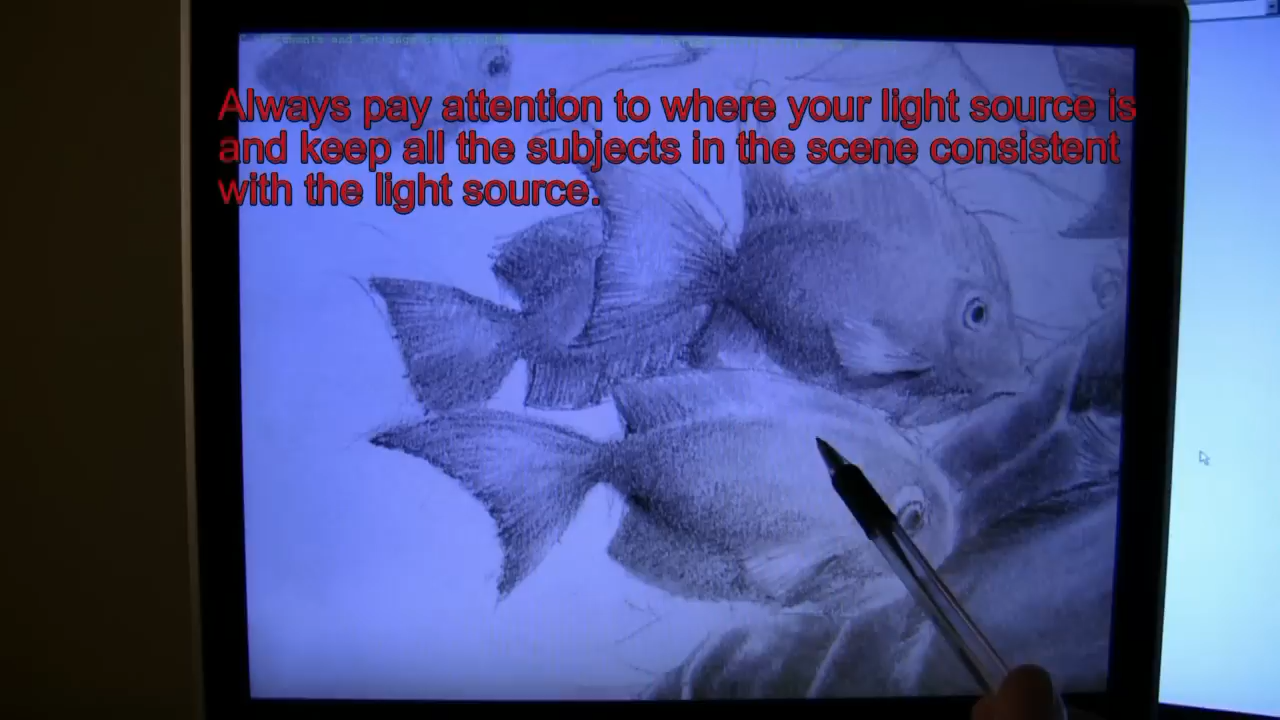 Always pay attention to where your light source is
and keep all the subjects in the scene consistent
with the light source.